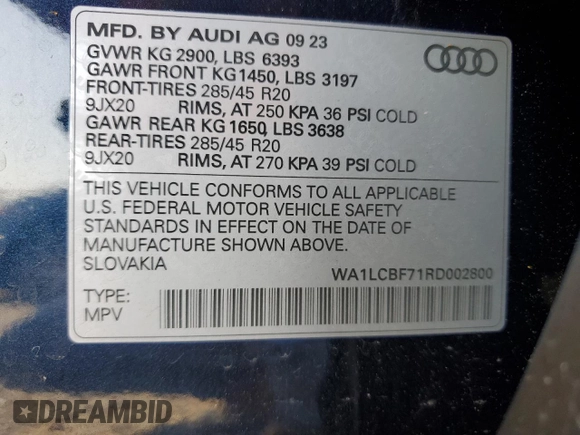 MFD. BY AUDI AG 09 23
GVWR KG 2900, LBS 6393
GAWR FRONT KG1450, LBS 3197
FRONT-TIRES 285/45 R20
9JX20 RIMS, AT 250 KPA 36 PSI COLD
GAWR REAR KG 1650, LBS 3638
REAR-TIRES 285/45 R20
9JX20 RIMS, AT 270 KPA 39 PSI COLD
THIS VEHICLE CONFORMS TO ALL APPLICABLE
U.S. FEDERAL MOTOR VEHICLE SAFETY
STANDARDS IN EFFECT ON THE DATE OF
MANUFACTURE SHOWN ABOVE.
SLOVAKIA WA1LCBF71RD002800
TYPE:
MPV
DREAMBID